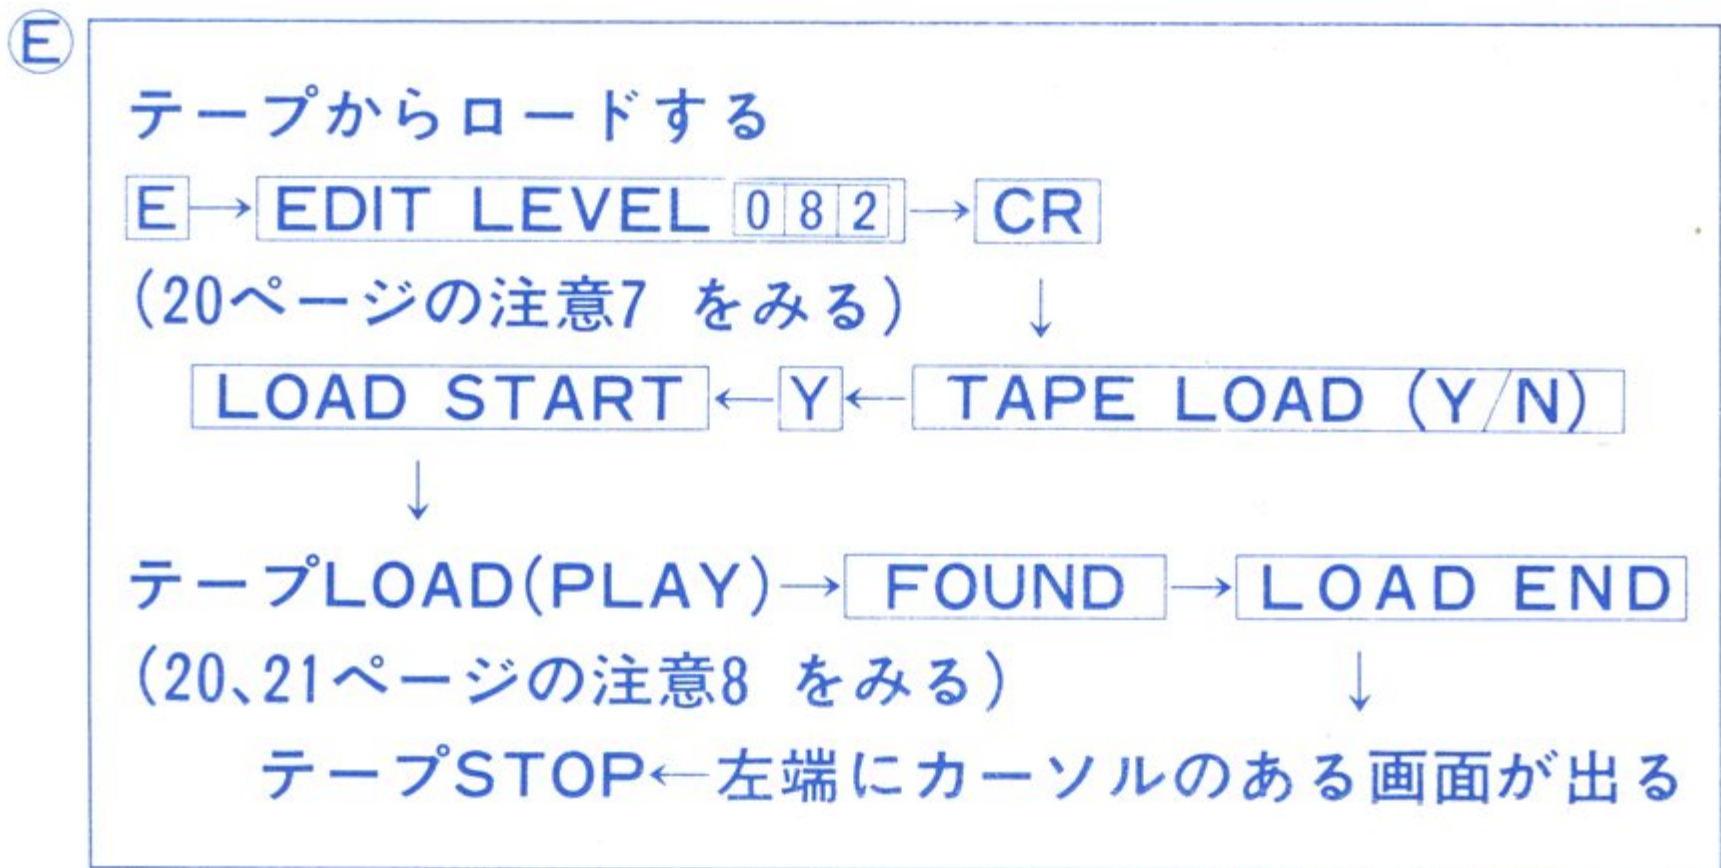 Ⓔ
テープからロードする
E→EDIT LEVEL 082→CR
(20ページの注意7 をみる) ↓
LOAD START←Y←TAPE LOAD (Y/N)
↓
テープLOAD(PLAY)→FOUND→LOAD END
(20、21ページの注意8 をみる) ↓
テープSTOP←左端にカーソルのある画面が出る